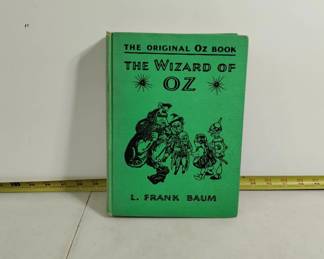 THE ORIGINAL OZ BOOK
THE WIZARD OF
OZ
L. FRANK BAUM